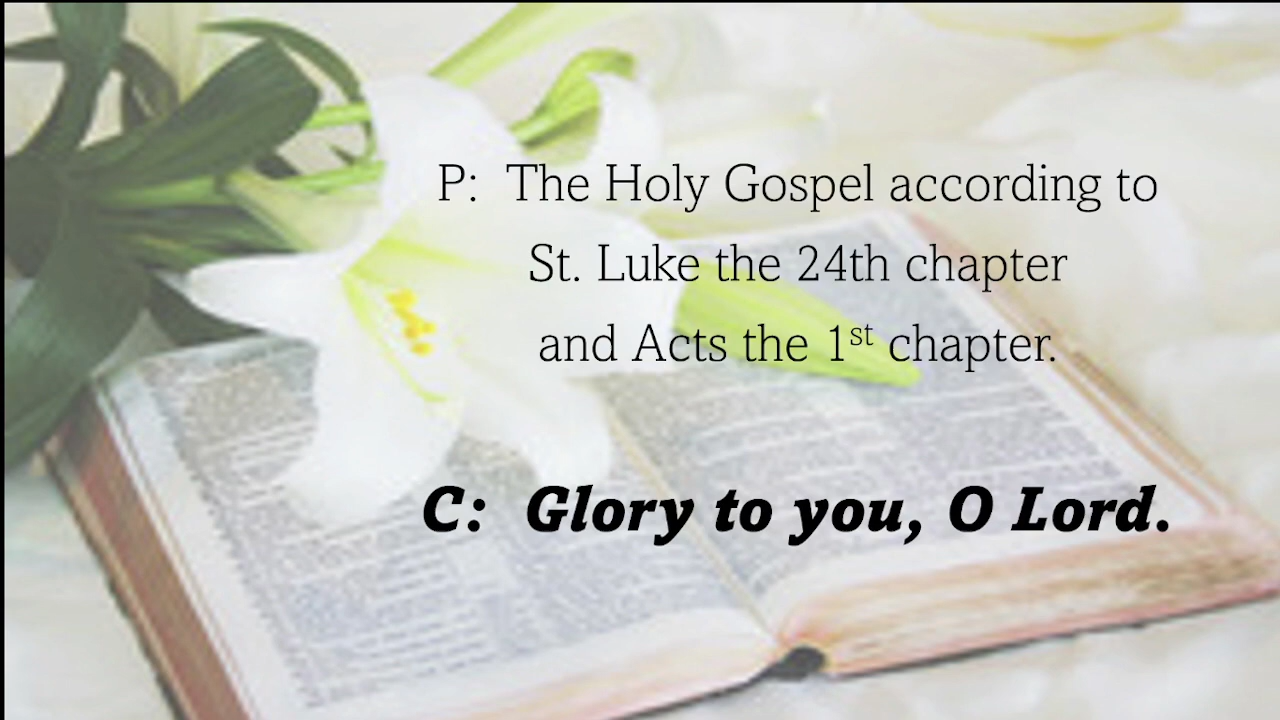 P: The Holy Gospel according to
St. Luke the 24th chapter
and Acts the 1st chapter.
C: Glory to you, O Lord.